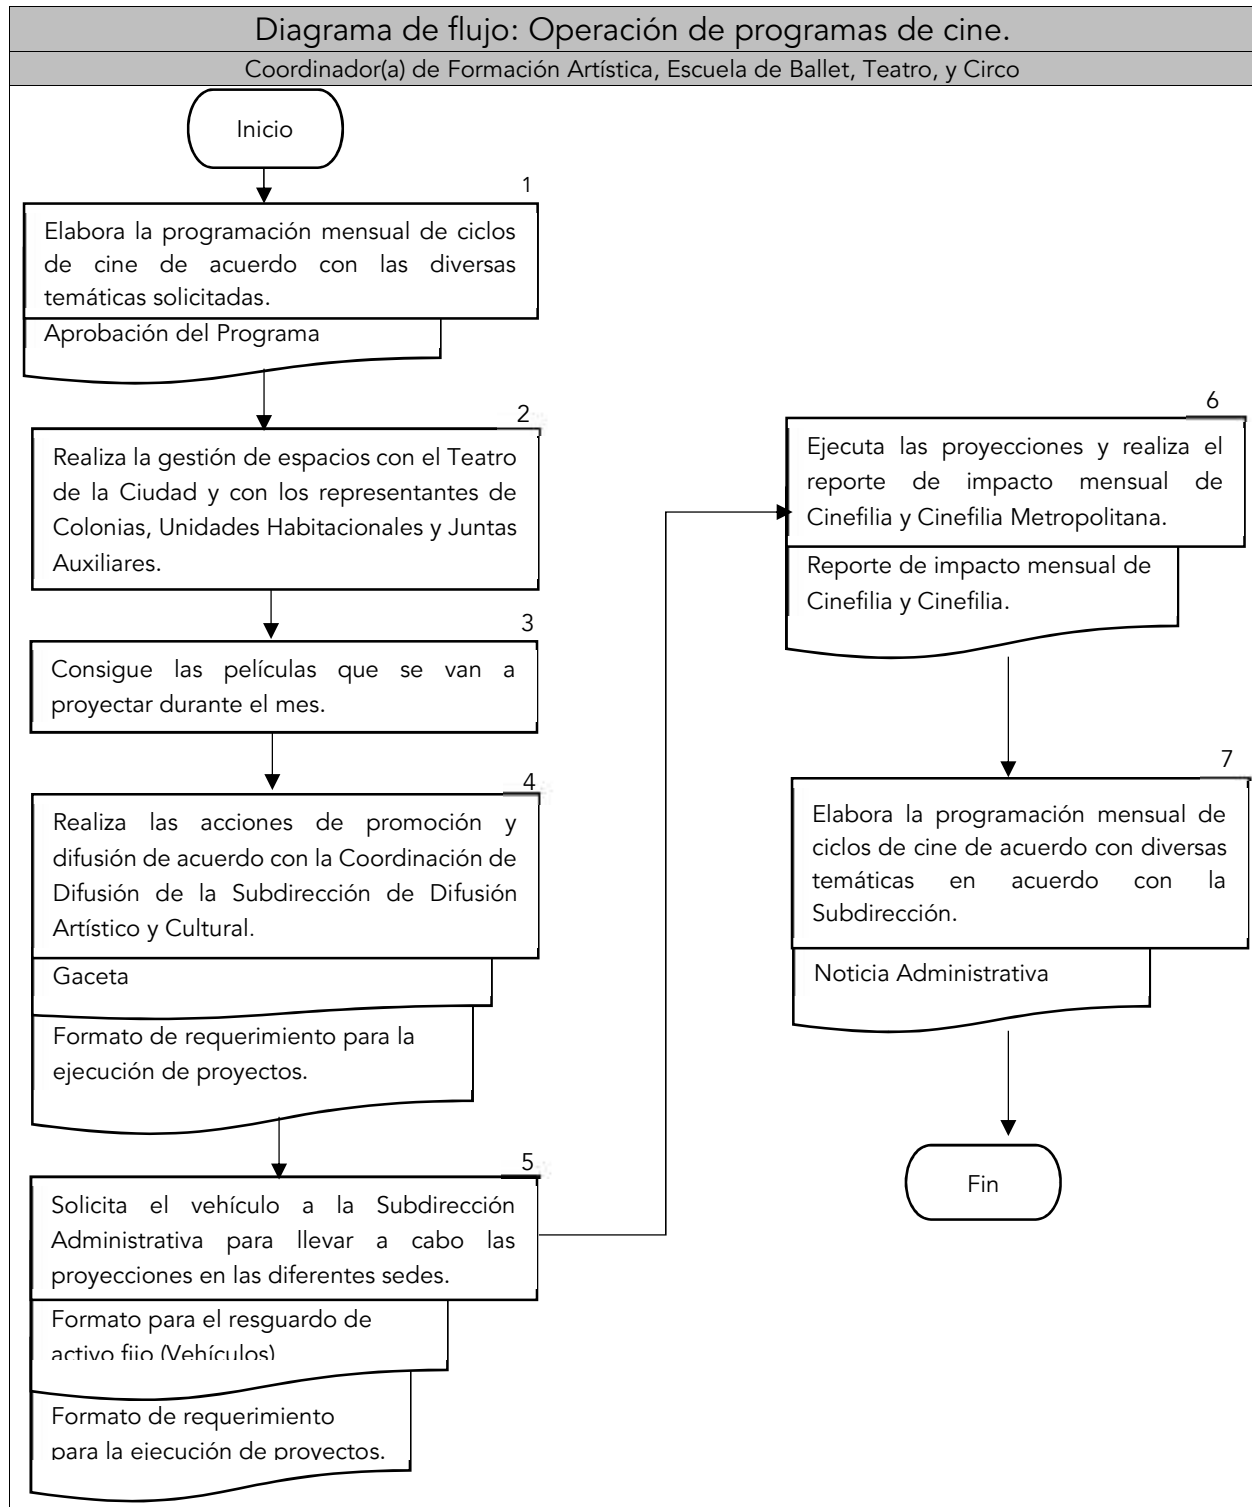 Diagrama de flujo: Operación de programas de cine.
Coordinador(a) de Formación Artística, Escuela de Ballet, Teatro, y Circo
Inicio
1
Elabora la programación mensual de ciclos
de cine de acuerdo con las diversas
temáticas solicitadas.
Aprobación del Programa
2
Realiza la gestión de espacios con el Teatro
de la Ciudad y con los representantes de
Colonias, Unidades Habitacionales y Juntas
Auxiliares.
3
Consigue las películas que se van a
proyectar durante el mes.
4
Realiza las acciones de promoción y
difusión de acuerdo con la Coordinación de
Difusión de la Subdirección de Difusión
Artístico y Cultural.
Gaceta
Formato de requerimiento para la
ejecución de proyectos.
5
Solicita el vehículo a la Subdirección
Administrativa para llevar a cabo las
proyecciones en las diferentes sedes.
Formato para el resguardo de
activo fijo (Vehículos)
Formato de requerimiento
para la ejecución de proyectos.
6
Ejecuta las proyecciones y realiza el
reporte de impacto mensual de
Cinefilia y Cinefilia Metropolitana.
Reporte de impacto mensual de
Cinefilia y Cinefilia.
7
Elabora la programación mensual de
ciclos de cine de acuerdo con diversas
temáticas en acuerdo con la
Subdirección.
Noticia Administrativa
Fin